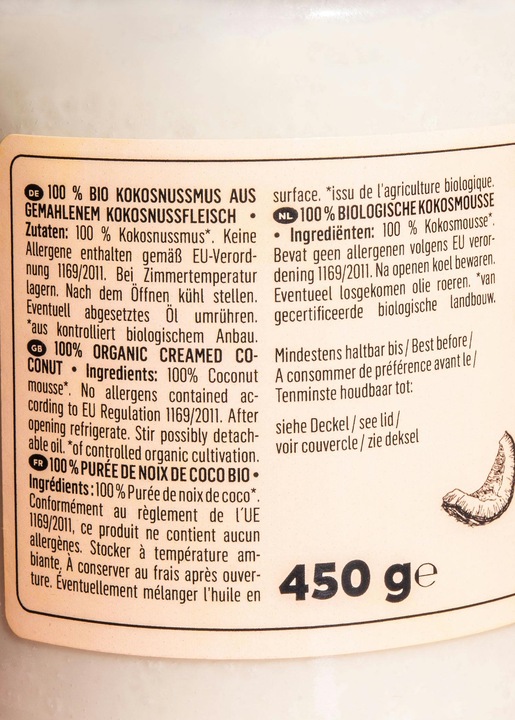 DE 100 % BIO KOKOSNUSSMUS AUS
GEMAHLENEM KOKOSNUSSFLEISCH •
Zutaten: 100 % Kokosnussmus*. Keine
Allergene enthalten gemäß EU-Verord-
nung 1169/2011. Bei Zimmertemperatur
lagern. Nach dem Öffnen kühl stellen.
Eventuell abgesetztes Öl umrühren.
*aus kontrolliert biologischem Anbau.
GB 100% ORGANIC CREAMED CO-
CONUT • Ingredients: 100% Coconut
mousse*. No allergens contained ac-
cording to EU Regulation 1169/2011. After
opening refrigerate. Stir possibly detach-
able oil. *of controlled organic cultivation.
FR 100 % PURÉE DE NOIX DE COCO BIO •
Ingrédients : 100 % Purée de noix de coco*.
Conformément au règlement de l´UE
1169/2011, ce produit ne contient aucun
allergènes. Stocker à température am-
biante. À conserver au frais après ouver-
ture. Éventuellement mélanger l'huile en
surface. *issu de l'agriculture biologique.
NL 100 % BIOLOGISCHE KOKOSMOUSSE
• Ingrediënten: 100 % Kokosmousse*.
Bevat geen allergenen volgens EU veror-
dening 1169/2011. Na openen koel bewaren.
Eventueel losgekomen olie roeren. *van
gecertificeerde biologische landbouw.
Mindestens haltbar bis / Best before /
A consommer de préférence avant le /
Tenminste houdbaar tot:
siehe Deckel / see lid /
voir couvercle / zie deksel
450 g e